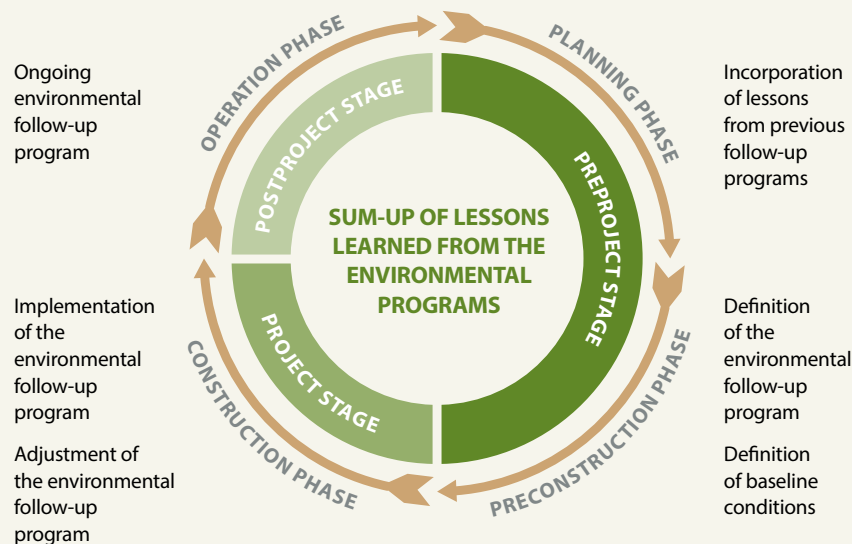 OPERATION PHASE
PLANNING PHASE
Ongoing
environmental
follow-up
program
POSTPROJECT STAGE
PREPROJECT STAGE
Incorporation
of lessons
from previous
follow-up
programs
SUM-UP OF LESSONS
LEARNED FROM THE
ENVIRONMENTAL
PROGRAMS
Implementation
of the
environmental
follow-up
program
Adjustment of
the environmental
follow-up
program
CONSTRUCTION PHASE
PROJECT STAGE
PRECONSTRUCTION PHASE
Definition
of the
environmental
follow-up
program
Definition
of baseline
conditions